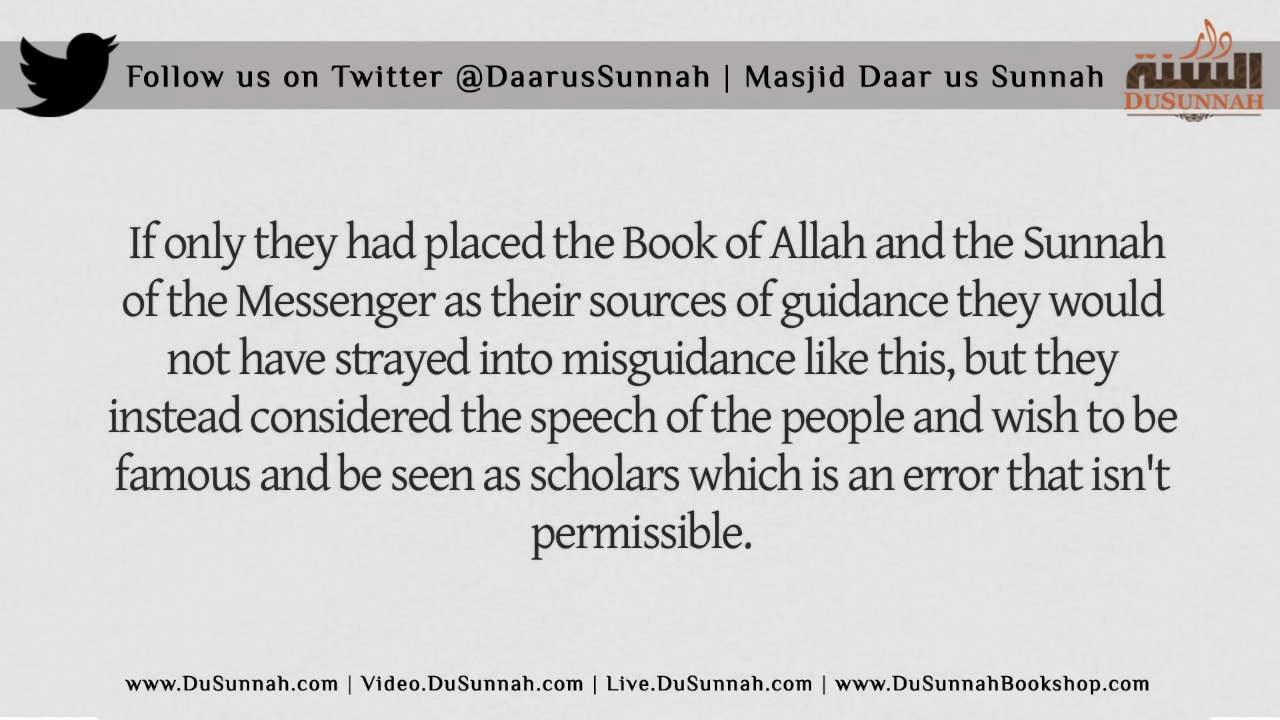 Follow us on Twitter @DaarusSunnah | Masjid Daar us Sunnah
دار
السنة
DUSUNNAH
If only they had placed the Book of Allah and the Sunnah
of the Messenger as their sources of guidance they would
not have strayed into misguidance like this, but they
instead considered the speech of the people and wish to be
famous and be seen as scholars which is an error that isn't
permissible.
www.DuSunnah.com | Video.DuSunnah.com | Live.DuSunnah.com | www.DuSunnahBookshop.com